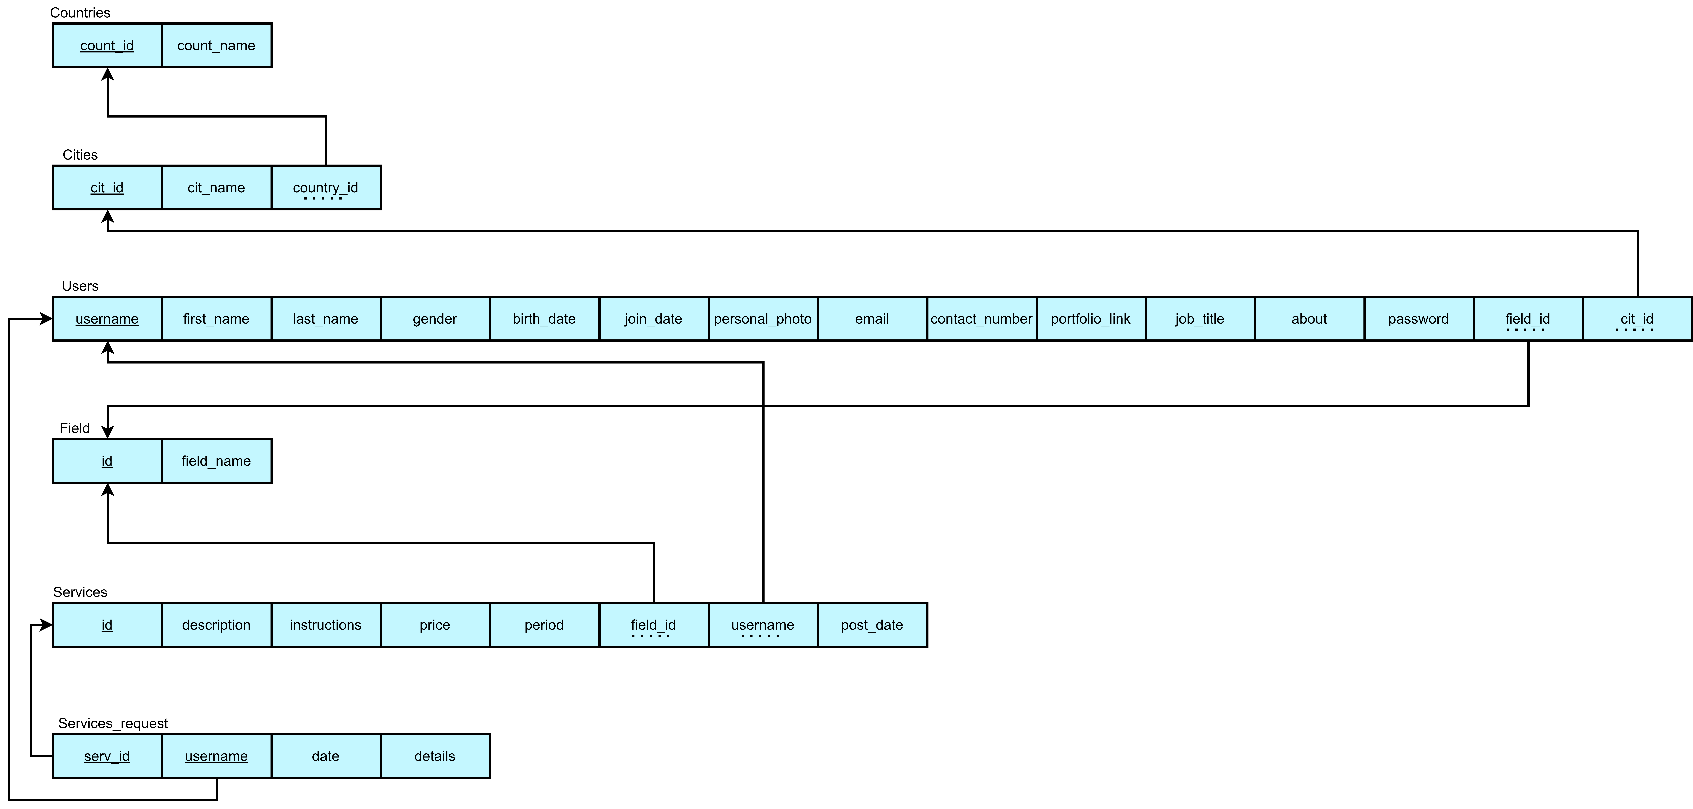 Countries
count_id count_name
Cities
cit_id cit_name country_id
Users
username first_name last_name gender birth_date join_date personal_photo email contact_number portfolio_link job_title about password field_id cit_id
Field
id field_name
Services
id description instructions price period field_id username post_date
Services_request
serv_id username date details